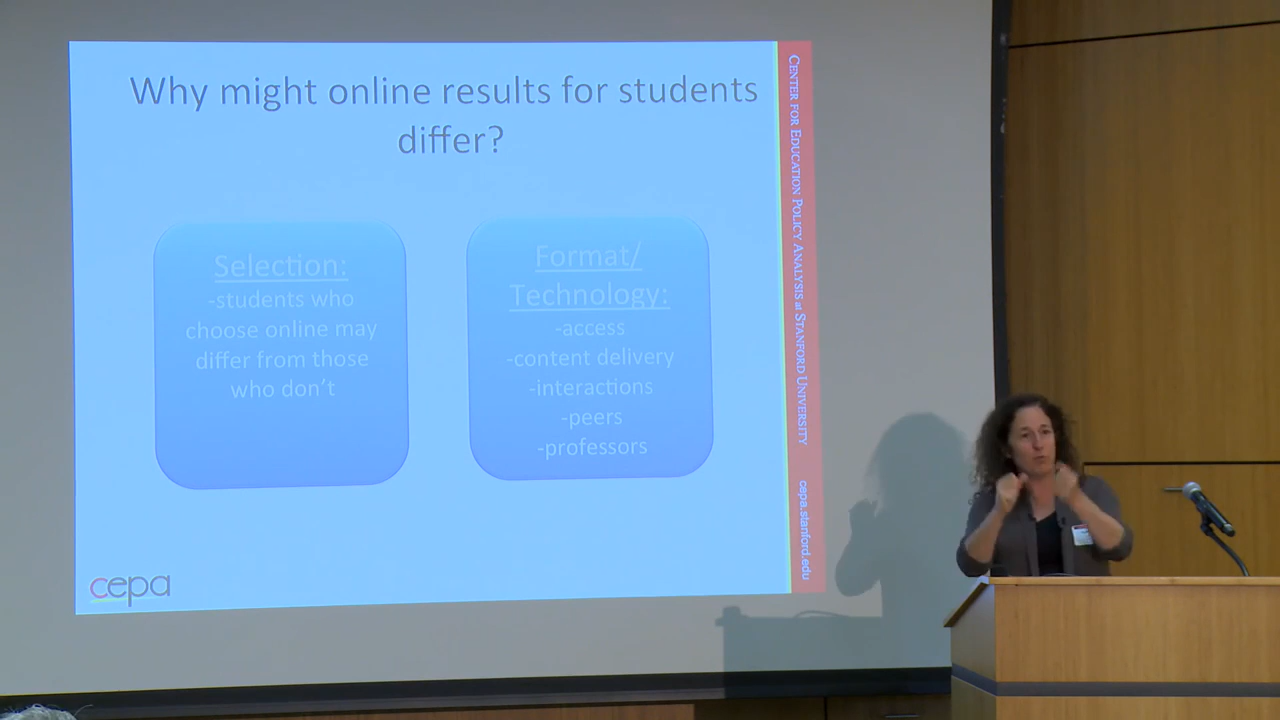 Why might online results for students
differ?
Selection:
-students who
choose online may
differ from those
who don't
Format/
Technology:
-access
-content delivery
-interactions
-peers
-professors
CENTER FOR EDUCATION POLICY ANALYSIS at STANFORD UNIVERSITY
cepa.stanford.edu
cepa